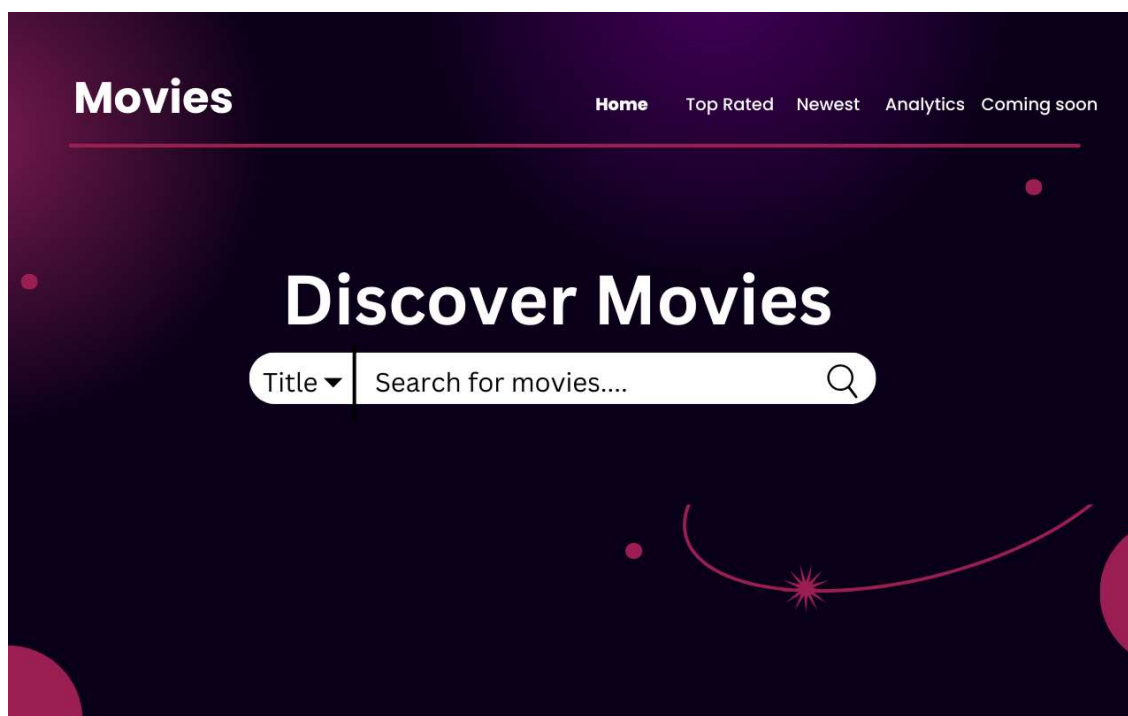 Movies
Home Top Rated Newest Analytics Coming soon
Discover Movies
Title Search for movies....